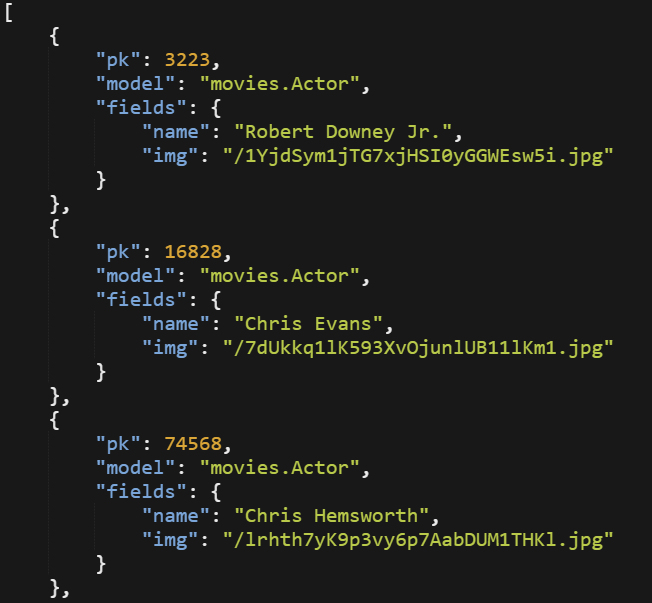 [
    {
        "pk": 3223,
        "model": "movies.Actor",
        "fields": {
            "name": "Robert Downey Jr.",
            "img": "/1YjdSym1jTG7xjHSI0yGGWEsw5i.jpg"
        }
    },
    {
        "pk": 16828,
        "model": "movies.Actor",
        "fields": {
            "name": "Chris Evans",
            "img": "/7dUkkq1lK593XvOjunlUB11lKm1.jpg"
        }
    },
    {
        "pk": 74568,
        "model": "movies.Actor",
        "fields": {
            "name": "Chris Hemsworth",
            "img": "/lrhth7yK9p3vy6p7AabDUM1THKl.jpg"
        }
    },